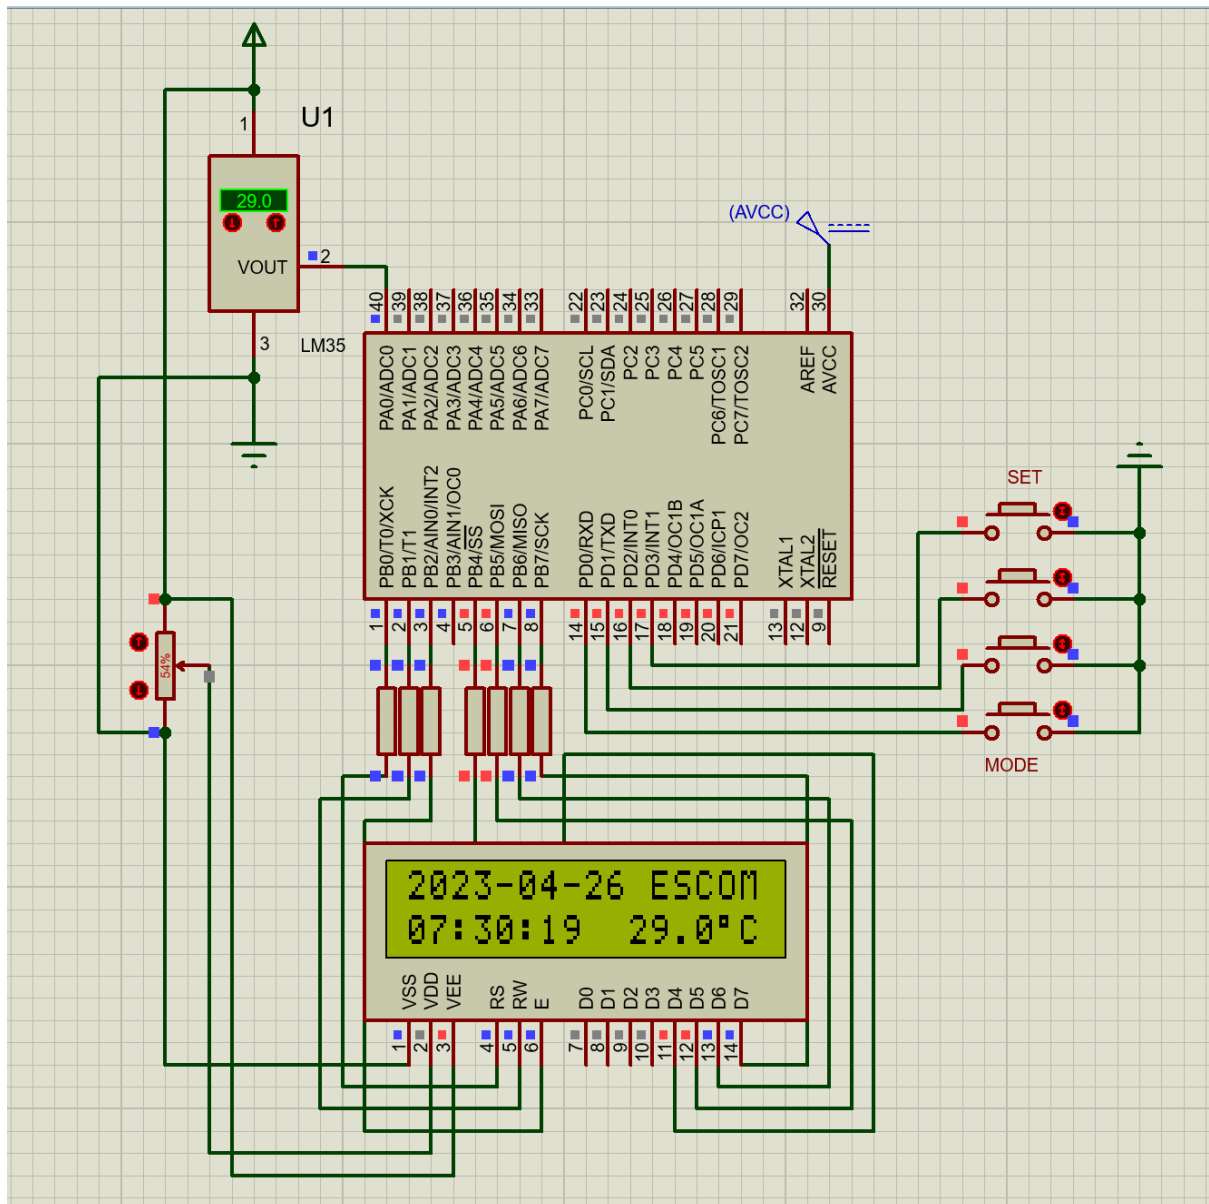 U1
1
29.0
VOUT
2
3
LM35
(AVCC)
40 39 38 37 36 35 34 33 22 23 24 25 26 27 28 29 32 30
PA0/ADC0
PA1/ADC1
PA2/ADC2
PA3/ADC3
PA4/ADC4
PA5/ADC5
PA6/ADC6
PA7/ADC7
PC0/SCL
PC1/SDA
PC2
PC3
PC4
PC5
PC6/TOSC1
PC7/TOSC2
AREF
AVCC
PB0/T0/XCK
PB1/T1
PB2/AIN0/INT2
PB3/AIN1/OC0
PB4/SS
PB5/MOSI
PB6/MISO
PB7/SCK
PD0/RXD
PD1/TXD
PD2/INT0
PD3/INT1
PD4/OC1B
PD5/OC1A
PD6/ICP1
PD7/OC2
XTAL1
XTAL2
RESET
1 2 3 4 5 6 7 8 14 15 16 17 18 19 20 21 13 12 9
SET
MODE
54%
2023-04-26 ESCOM
07:30:19 29.0°C
VSS
VDD
VEE
RS
RW
E
D0
D1
D2
D3
D4
D5
D6
D7
1 2 3 4 5 6 7 8 9 10 11 12 13 14